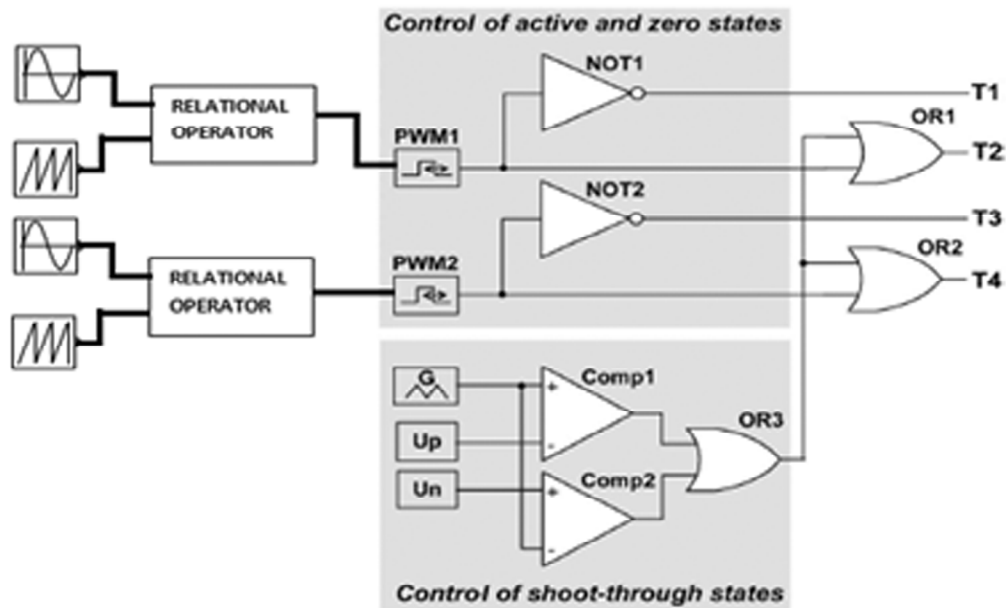 Control of active and zero states
NOT1
T1
RELATIONAL
OPERATOR
PWM1
OR1
T2
NOT2
T3
RELATIONAL
OPERATOR
PWM2
OR2
T4
G
+
Comp1
-
Up
OR3
Un
+
Comp2
-
Control of shoot-through states